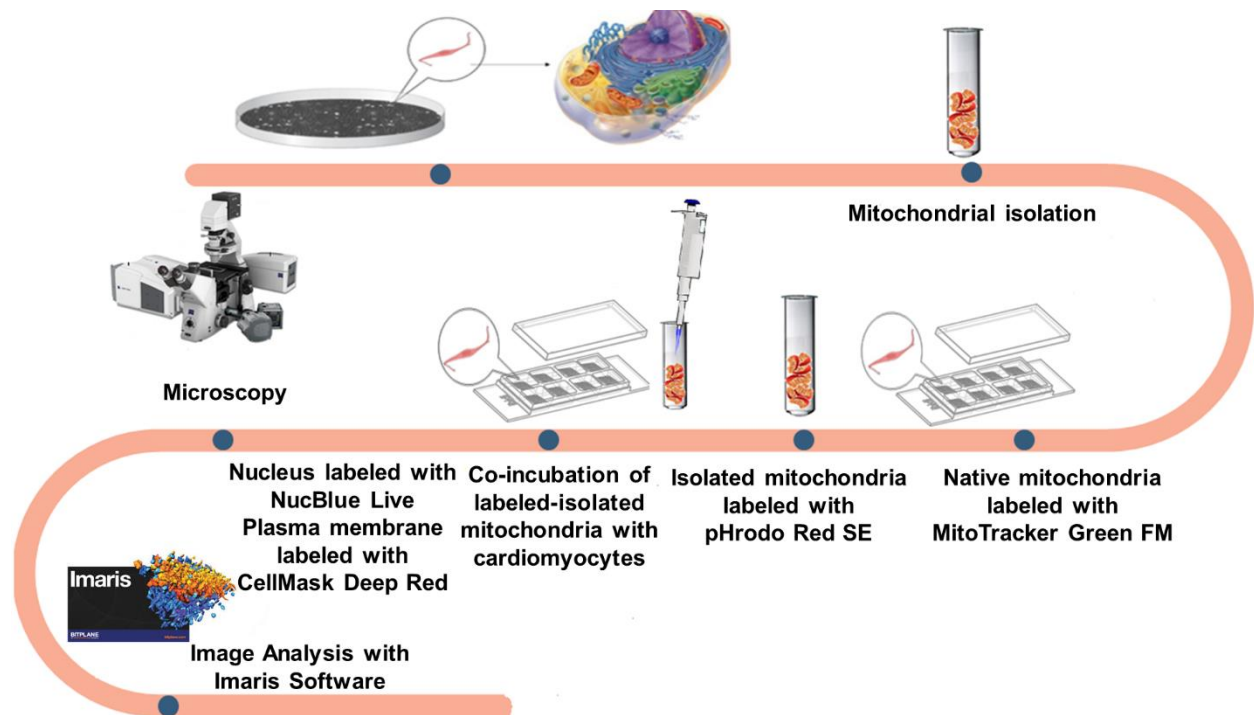 Mitochondrial isolation
Microscopy
Nucleus labeled with
NucBlue Live
Plasma membrane
labeled with
CellMask Deep Red
Co-incubation of
labeled-isolated
mitochondria with
cardiomyocytes
Isolated mitochondria
labeled with
pHrodo Red SE
Native mitochondria
labeled with
MitoTracker Green FM
Imaris
BITPLANE
Image Analysis with
Imaris Software